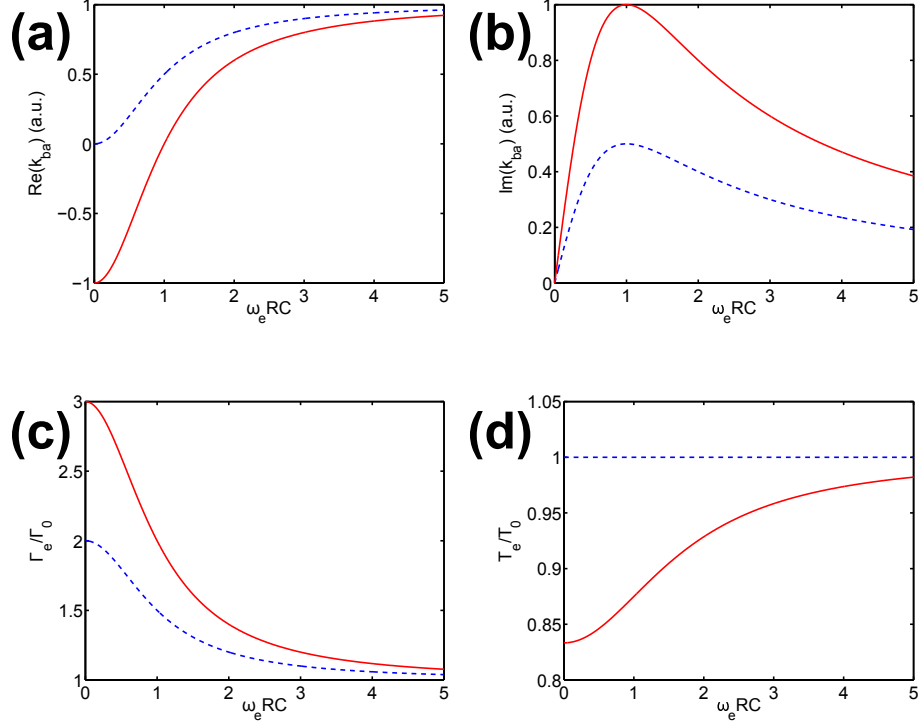 (a)
Re(k_ba) (a.u.)
1
0.5
0
−0.5
−1
0 1 2 3 4 5
ω_eRC
(b)
Im(k_ba) (a.u.)
1
0.8
0.6
0.4
0.2
0
0 1 2 3 4 5
ω_eRC
(c)
Γ_e/Γ_0
3
2.5
2
1.5
1
0 1 2 3 4 5
ω_eRC
(d)
T_e/T_0
1.05
1
0.95
0.9
0.85
0.8
0 1 2 3 4 5
ω_eRC